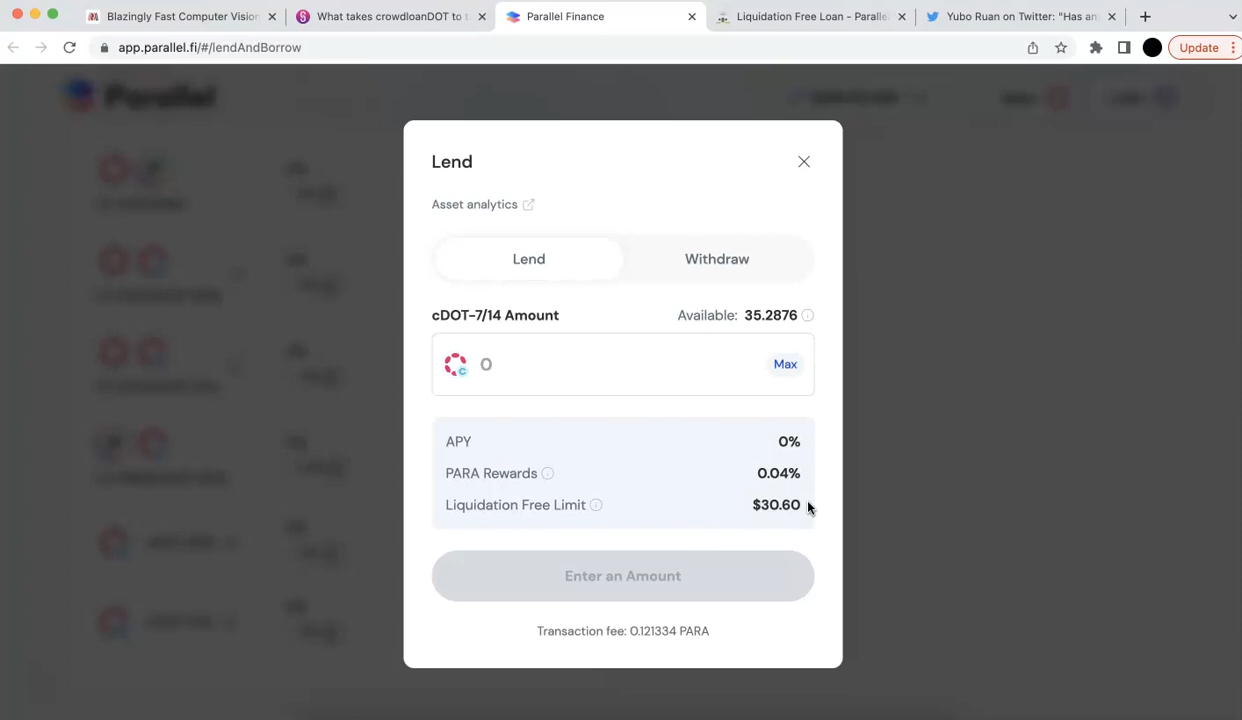 Blazingly Fast Computer Vision
What takes crowdloanDOT to t
Parallel Finance
Liquidation Free Loan - Paralle
Yubo Ruan on Twitter: "Has an
app.parallel.fi/#/lendAndBorrow
Update
Parallel
Lend
Asset analytics
Lend
Withdraw
cDOT-7/14 Amount
Available: 35.2876
0
Max
APY
0%
PARA Rewards
0.04%
Liquidation Free Limit
$30.60
Enter an Amount
Transaction fee: 0.121334 PARA